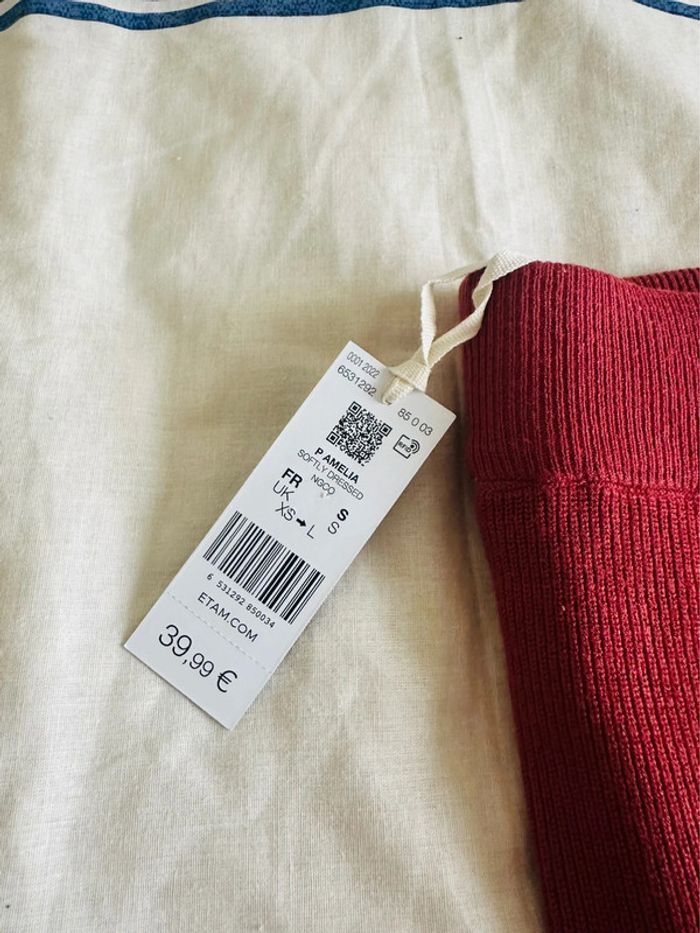 0001 2022
6531292
85 0 03
RFID
P AMELIA
SOFTLY DRESSED
NGCO
FR S
UK S
XS➡L
6 531292 850034
ETAM.COM
39,99 €